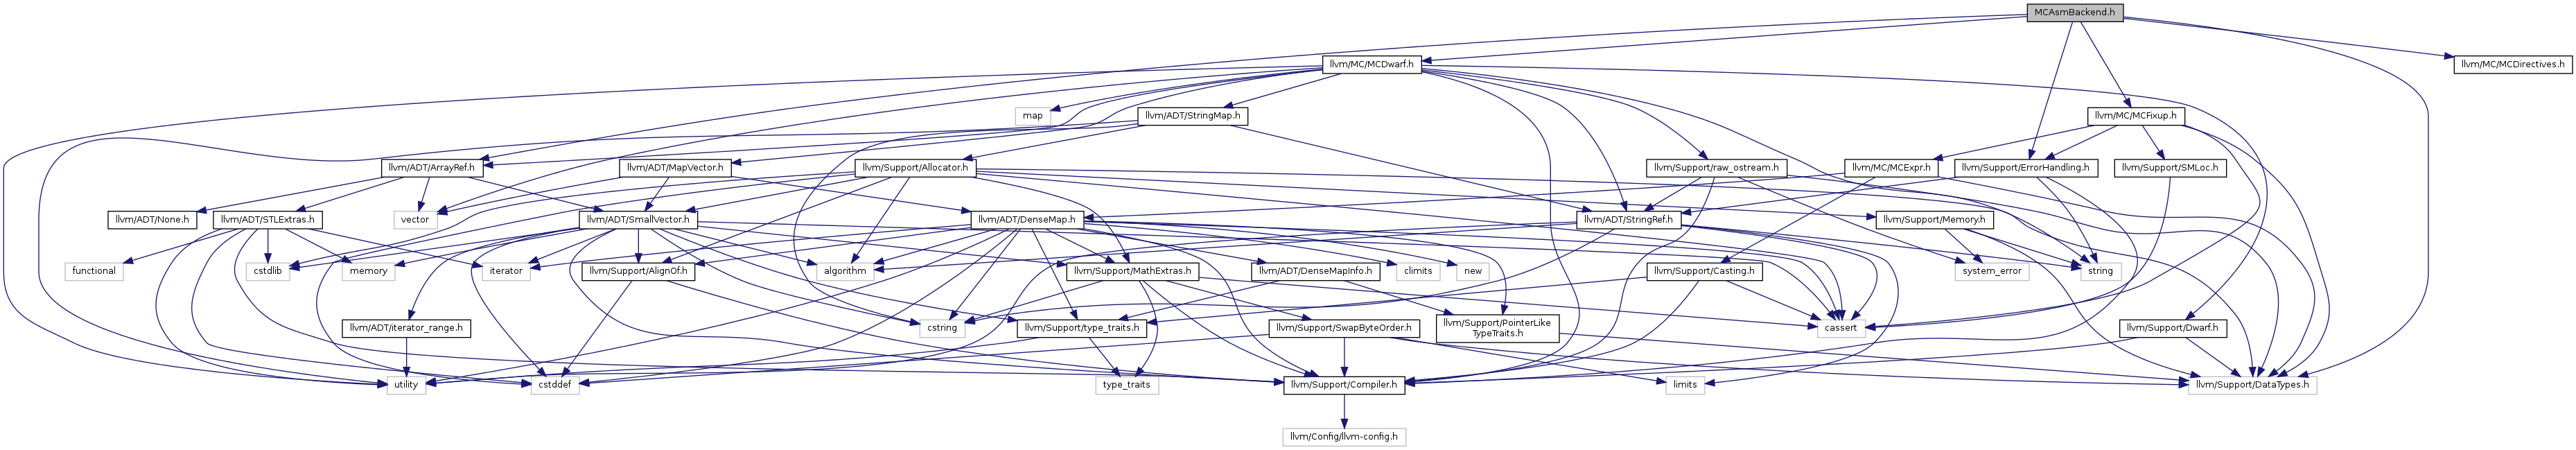 MCAsmBackend.h
llvm/MC/MCDwarf.h
llvm/MC/MCDirectives.h
map
llvm/ADT/StringMap.h
llvm/MC/MCFixup.h
llvm/ADT/ArrayRef.h
llvm/ADT/MapVector.h
llvm/Support/Allocator.h
llvm/Support/raw_ostream.h
llvm/MC/MCExpr.h
llvm/Support/ErrorHandling.h
llvm/Support/SMLoc.h
llvm/ADT/None.h
llvm/ADT/STLExtras.h
vector
llvm/ADT/SmallVector.h
llvm/ADT/DenseMap.h
llvm/ADT/StringRef.h
llvm/Support/Memory.h
functional
cstdlib
memory
iterator
llvm/Support/AlignOf.h
algorithm
llvm/Support/MathExtras.h
llvm/ADT/DenseMapInfo.h
climits
new
llvm/Support/Casting.h
system_error
string
llvm/ADT/iterator_range.h
cstring
llvm/Support/type_traits.h
llvm/Support/SwapByteOrder.h
llvm/Support/PointerLike
TypeTraits.h
cassert
llvm/Support/Dwarf.h
utility
cstddef
type_traits
llvm/Support/Compiler.h
limits
llvm/Support/DataTypes.h
llvm/Config/llvm-config.h